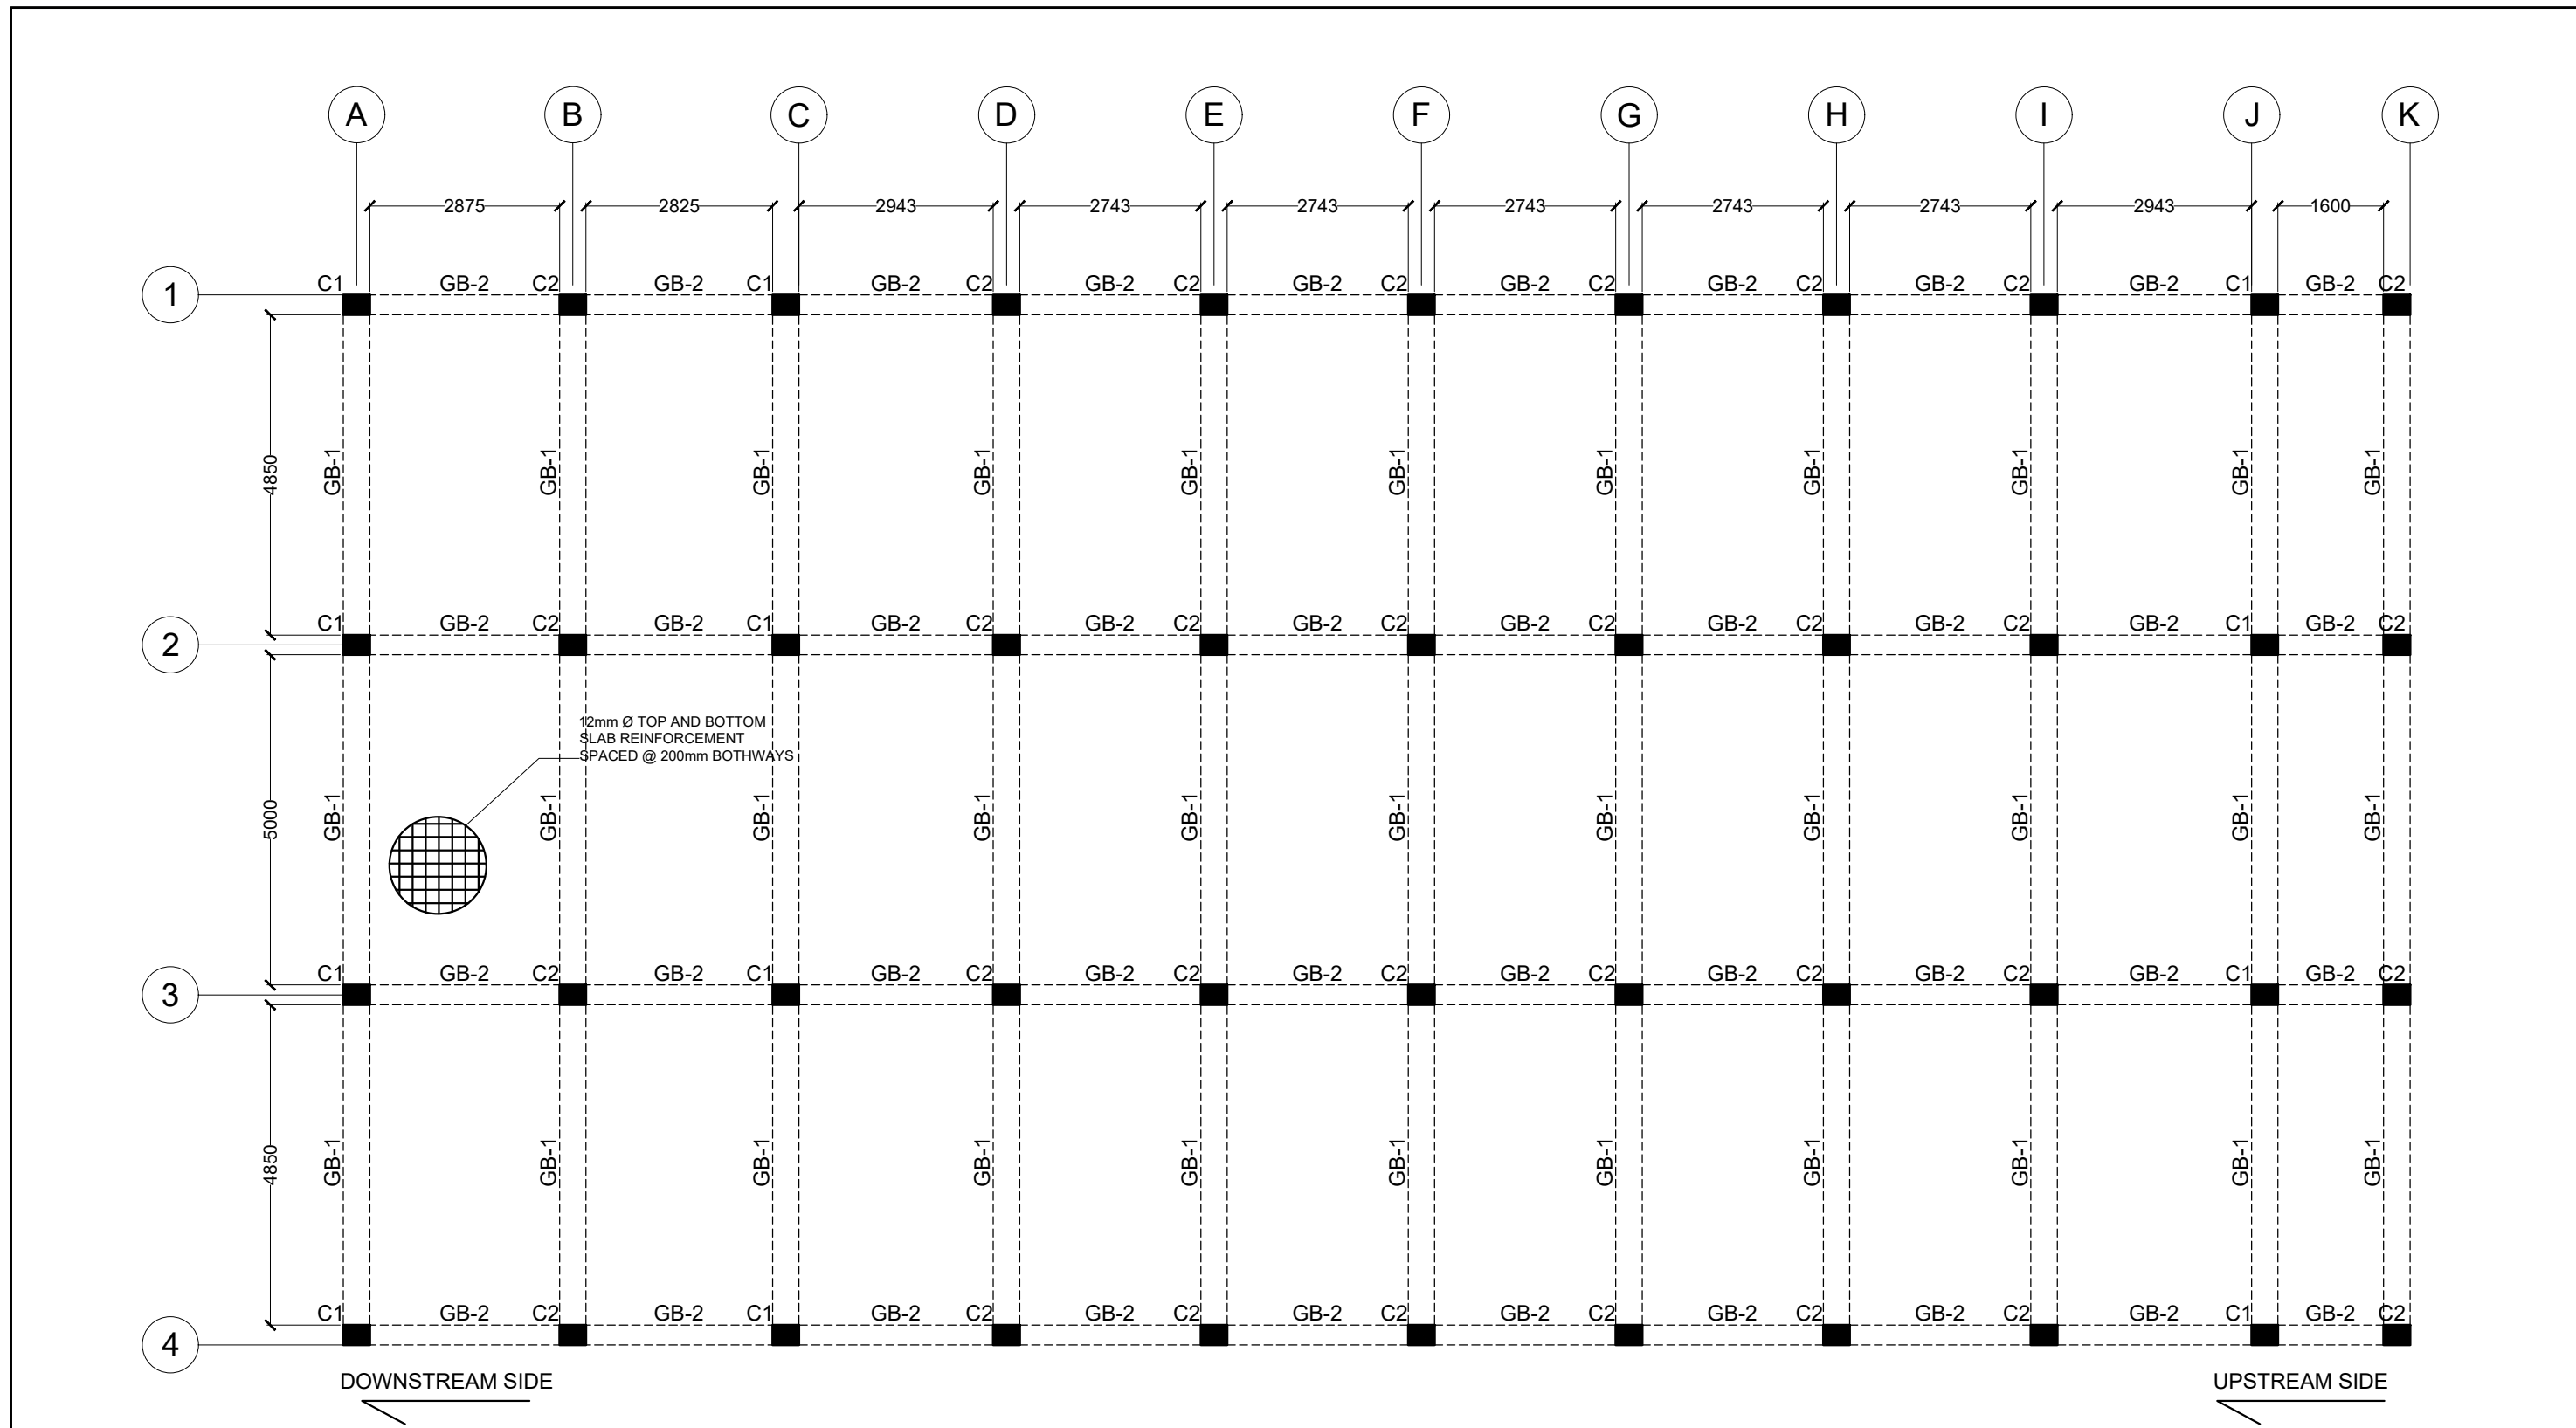 A B C D E F G H I J K
2875 2825 2943 2743 2743 2743 2743 2743 2943 1600
C1 GB-2 C2 GB-2 C1 GB-2 C2 GB-2 C2 GB-2 C2 GB-2 C2 GB-2 C2 GB-2 C2 GB-2 C1 GB-2 C2
1
4850 GB-1 GB-1 GB-1 GB-1 GB-1 GB-1 GB-1 GB-1 GB-1 GB-1 GB-1
C1 GB-2 C2 GB-2 C1 GB-2 C2 GB-2 C2 GB-2 C2 GB-2 C2 GB-2 C2 GB-2 C2 GB-2 C1 GB-2 C2
2
12mm Ø TOP AND BOTTOM
SLAB REINFORCEMENT
SPACED @ 200mm BOTHWAYS
5000 GB-1 GB-1 GB-1 GB-1 GB-1 GB-1 GB-1 GB-1 GB-1 GB-1 GB-1
C1 GB-2 C2 GB-2 C1 GB-2 C2 GB-2 C2 GB-2 C2 GB-2 C2 GB-2 C2 GB-2 C2 GB-2 C1 GB-2 C2
3
4850 GB-1 GB-1 GB-1 GB-1 GB-1 GB-1 GB-1 GB-1 GB-1 GB-1 GB-1
C1 GB-2 C2 GB-2 C1 GB-2 C2 GB-2 C2 GB-2 C2 GB-2 C2 GB-2 C2 GB-2 C2 GB-2 C1 GB-2 C2
4
DOWNSTREAM SIDE UPSTREAM SIDE